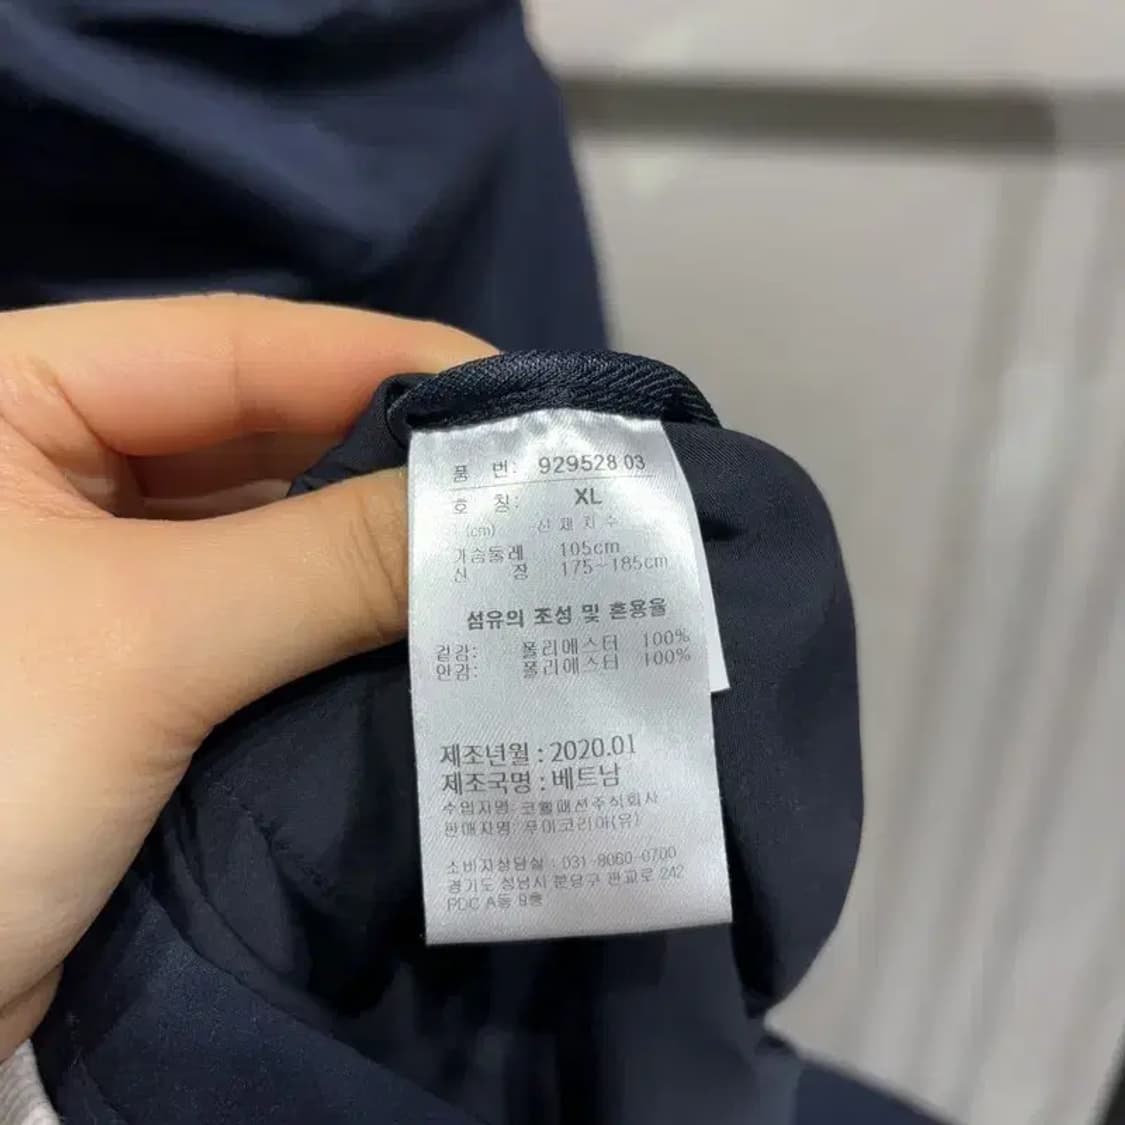 품 번: 929528 03
호 칭: XL
(cm) 신체치수
가슴둘레 105cm
신 장 175~185cm
섬유의 조성 및 혼용율
겉감: 폴리에스터 100%
안감: 폴리에스터 100%
제조년월 : 2020.01
제조국명 : 베트남
수입자명: 코웰패션주식회사
판매자명: 푸마코리아(유)
소비자상담실 : 031-8060-0700
경기도 성남시 분당구 판교로 242
PDC A동 9층